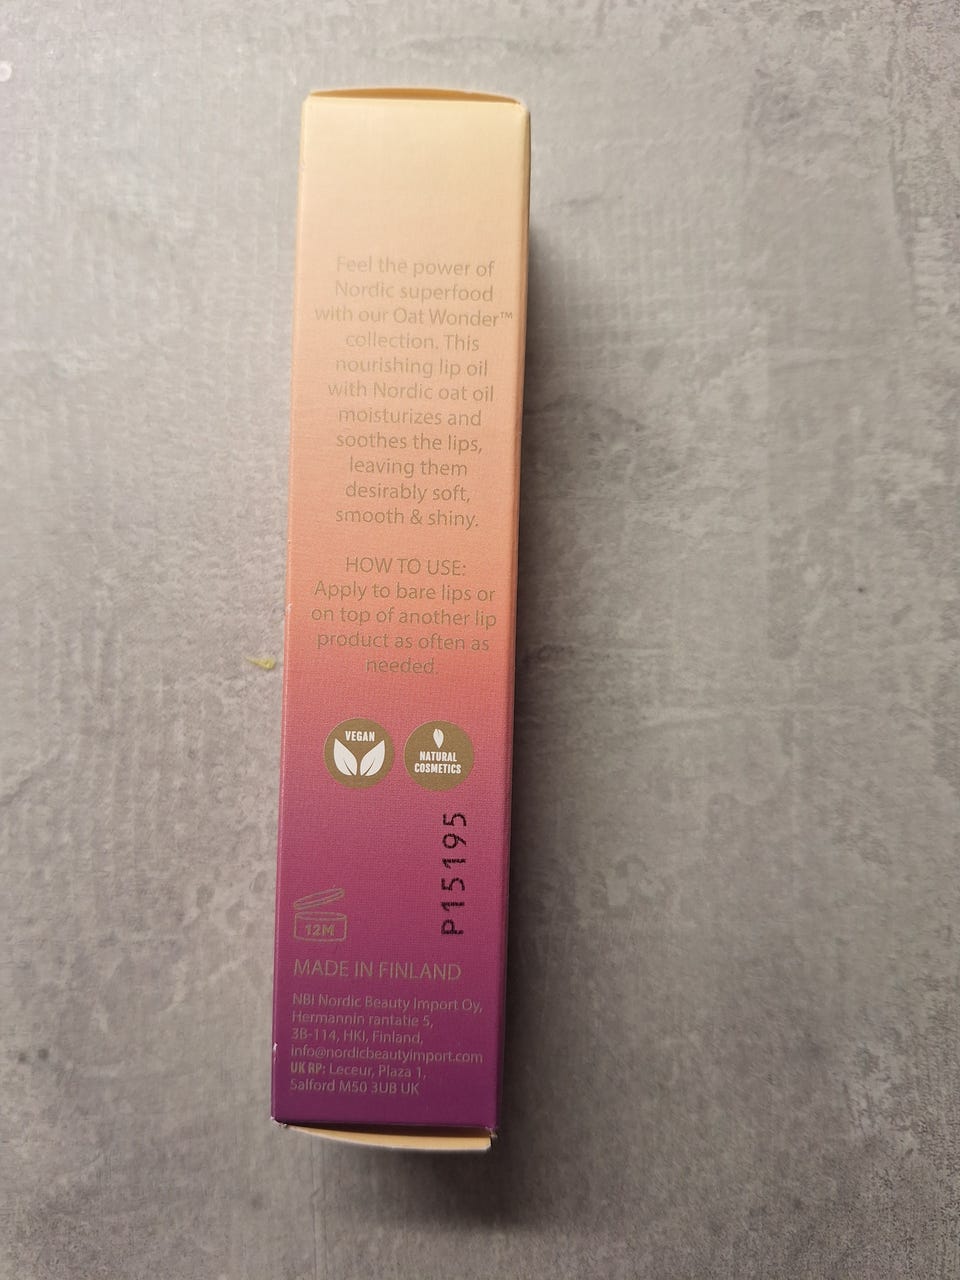 Feel the power of
Nordic superfood
with our Oat Wonder™
collection. This
nourishing lip oil
with Nordic oat oil
moisturizes and
soothes the lips,
leaving them
desirably soft,
smooth & shiny.
HOW TO USE:
Apply to bare lips or
on top of another lip
product as often as
needed.
VEGAN
NATURAL
COSMETICS
P15195
12M
MADE IN FINLAND
NBI Nordic Beauty Import Oy,
Hermannin rantatie 5,
3B-114, HKI, Finland,
info@nordicbeautyimport.com
UK RP: Leceur, Plaza 1,
Salford M50 3UB UK